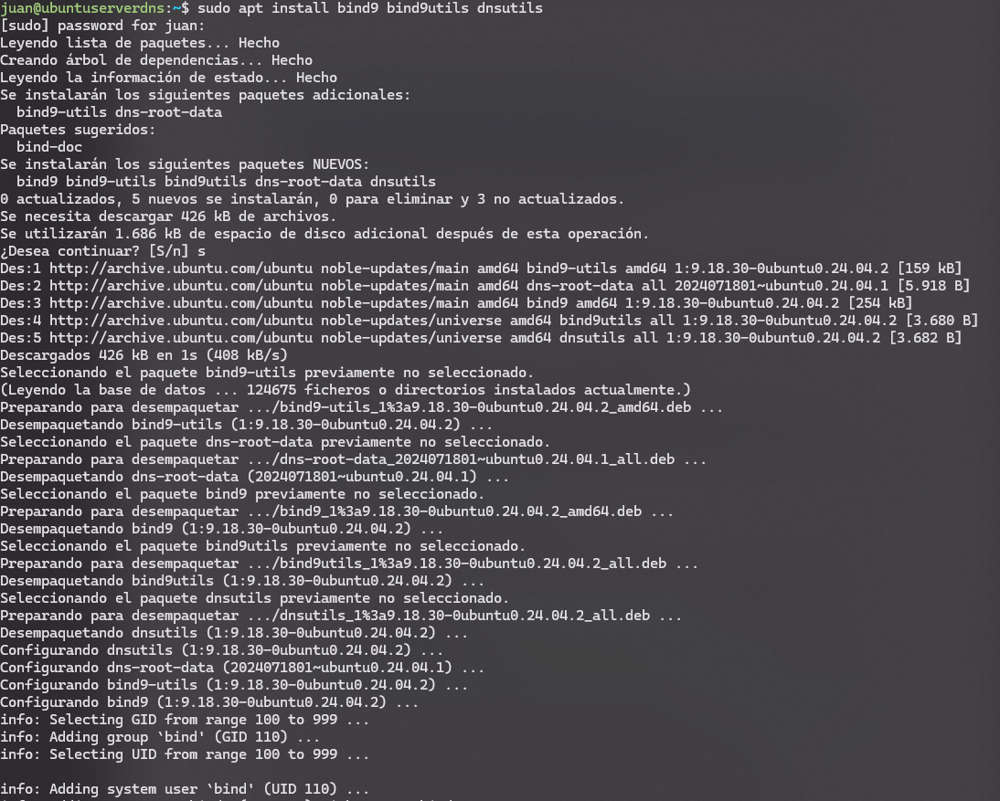 juan@ubuntuserverdns:~$ sudo apt install bind9 bind9utils dnsutils
[sudo] password for juan:
Leyendo lista de paquetes... Hecho
Creando árbol de dependencias... Hecho
Leyendo la información de estado... Hecho
Se instalarán los siguientes paquetes adicionales:
  bind9-utils dns-root-data
Paquetes sugeridos:
  bind-doc
Se instalarán los siguientes paquetes NUEVOS:
  bind9 bind9-utils bind9utils dns-root-data dnsutils
0 actualizados, 5 nuevos se instalarán, 0 para eliminar y 3 no actualizados.
Se necesita descargar 426 kB de archivos.
Se utilizarán 1.686 kB de espacio de disco adicional después de esta operación.
¿Desea continuar? [S/n] s
Des:1 http://archive.ubuntu.com/ubuntu noble-updates/main amd64 bind9-utils amd64 1:9.18.30-0ubuntu0.24.04.2 [159 kB]
Des:2 http://archive.ubuntu.com/ubuntu noble-updates/main amd64 dns-root-data all 2024071801~ubuntu0.24.04.1 [5.918 B]
Des:3 http://archive.ubuntu.com/ubuntu noble-updates/main amd64 bind9 amd64 1:9.18.30-0ubuntu0.24.04.2 [254 kB]
Des:4 http://archive.ubuntu.com/ubuntu noble-updates/universe amd64 bind9utils all 1:9.18.30-0ubuntu0.24.04.2 [3.680 B]
Des:5 http://archive.ubuntu.com/ubuntu noble-updates/universe amd64 dnsutils all 1:9.18.30-0ubuntu0.24.04.2 [3.682 B]
Descargados 426 kB en 1s (408 kB/s)
Seleccionando el paquete bind9-utils previamente no seleccionado.
(Leyendo la base de datos ... 124675 ficheros o directorios instalados actualmente.)
Preparando para desempaquetar .../bind9-utils_1%3a9.18.30-0ubuntu0.24.04.2_amd64.deb ...
Desempaquetando bind9-utils (1:9.18.30-0ubuntu0.24.04.2) ...
Seleccionando el paquete dns-root-data previamente no seleccionado.
Preparando para desempaquetar .../dns-root-data_2024071801~ubuntu0.24.04.1_all.deb ...
Desempaquetando dns-root-data (2024071801~ubuntu0.24.04.1) ...
Seleccionando el paquete bind9 previamente no seleccionado.
Preparando para desempaquetar .../bind9_1%3a9.18.30-0ubuntu0.24.04.2_amd64.deb ...
Desempaquetando bind9 (1:9.18.30-0ubuntu0.24.04.2) ...
Seleccionando el paquete bind9utils previamente no seleccionado.
Preparando para desempaquetar .../bind9utils_1%3a9.18.30-0ubuntu0.24.04.2_all.deb ...
Desempaquetando bind9utils (1:9.18.30-0ubuntu0.24.04.2) ...
Seleccionando el paquete dnsutils previamente no seleccionado.
Preparando para desempaquetar .../dnsutils_1%3a9.18.30-0ubuntu0.24.04.2_all.deb ...
Desempaquetando dnsutils (1:9.18.30-0ubuntu0.24.04.2) ...
Configurando dnsutils (1:9.18.30-0ubuntu0.24.04.2) ...
Configurando dns-root-data (2024071801~ubuntu0.24.04.1) ...
Configurando bind9-utils (1:9.18.30-0ubuntu0.24.04.2) ...
Configurando bind9 (1:9.18.30-0ubuntu0.24.04.2) ...
info: Selecting GID from range 100 to 999 ...
info: Adding group `bind' (GID 110) ...
info: Selecting UID from range 100 to 999 ...
info: Adding system user `bind' (UID 110) ...